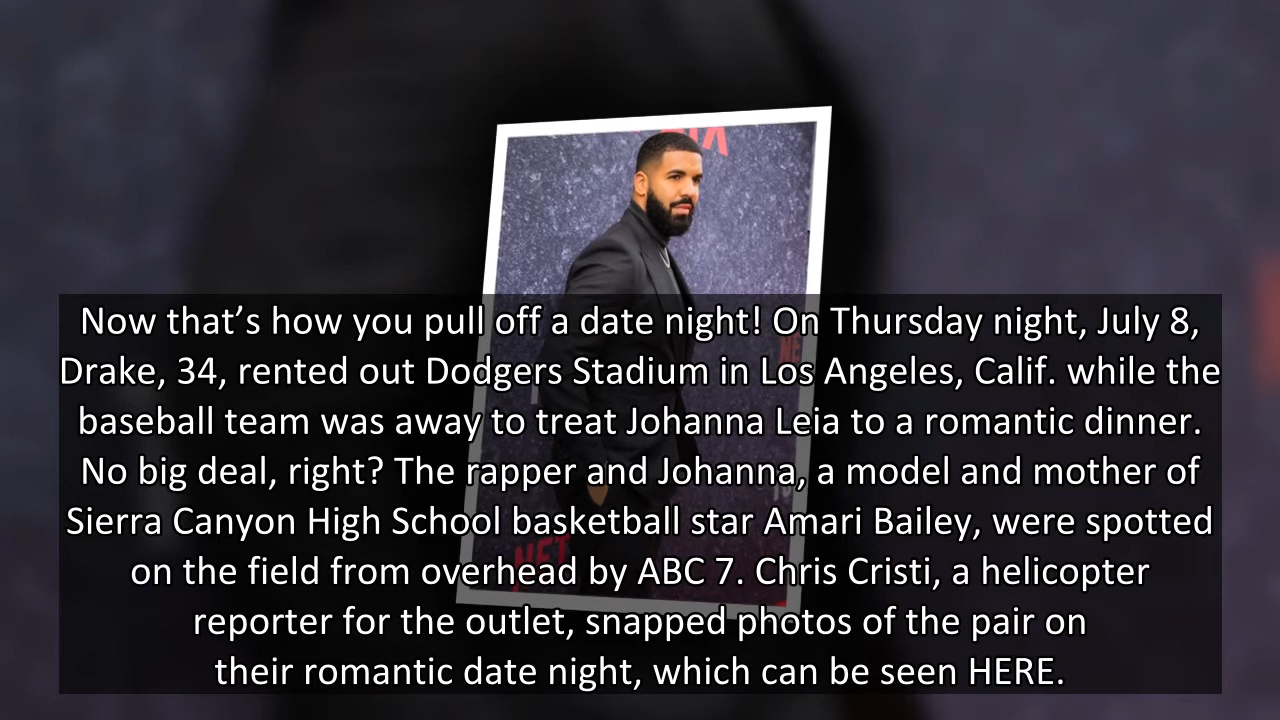 IX
NE
Now that’s how you pull off a date night! On Thursday night, July 8,
Drake, 34, rented out Dodgers Stadium in Los Angeles, Calif. while the
baseball team was away to treat Johanna Leia to a romantic dinner.
No big deal, right? The rapper and Johanna, a model and mother of
Sierra Canyon High School basketball star Amari Bailey, were spotted
on the field from overhead by ABC 7. Chris Cristi, a helicopter
reporter for the outlet, snapped photos of the pair on
their romantic date night, which can be seen HERE.
NET